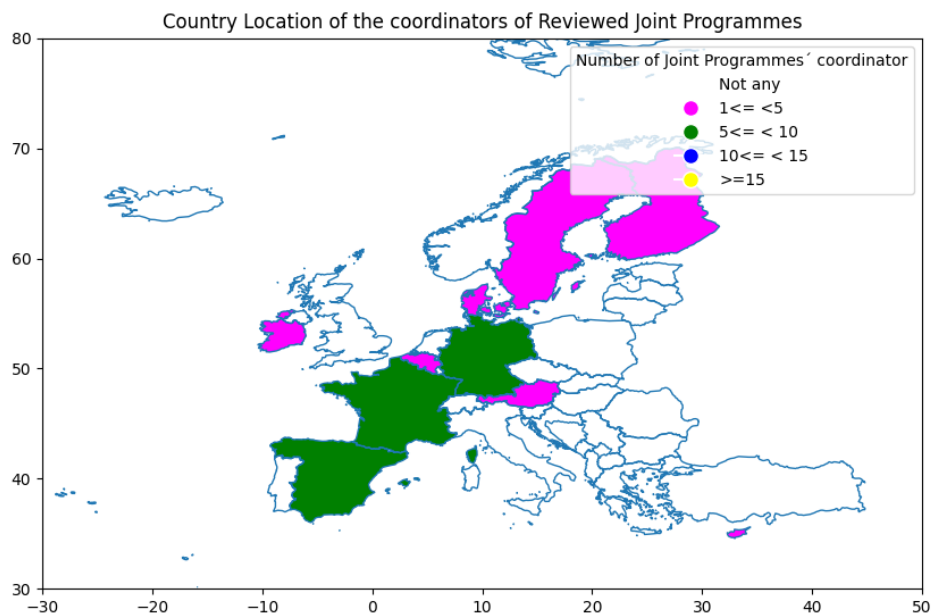 Country Location of the coordinators of Reviewed Joint Programmes
80
70
60
50
40
30
Number of Joint Programmes´ coordinator
Not any
1<= <5
5<= < 10
10<= < 15
>=15
−30 −20 −10 0 10 20 30 40 50